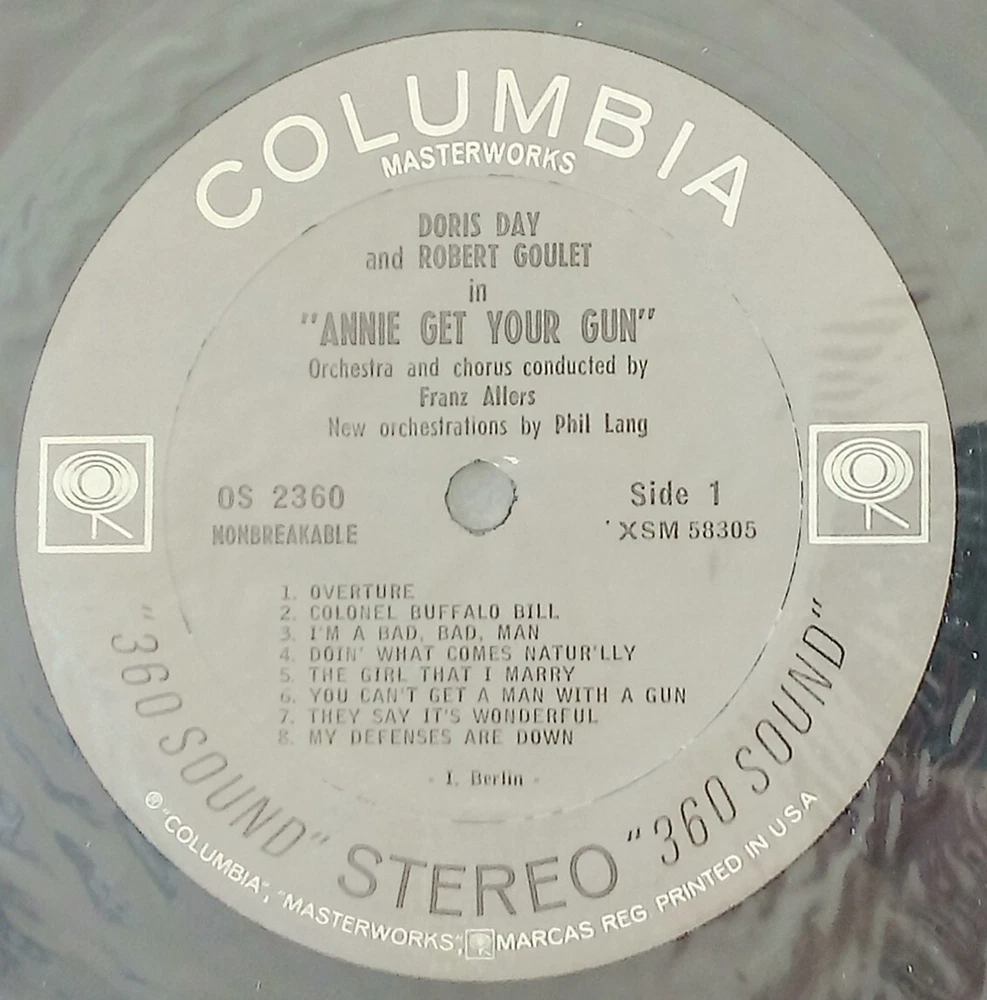 COLUMBIA
MASTERWORKS
DORIS DAY
and ROBERT GOULET
in
"ANNIE GET YOUR GUN"
Orchestra and chorus conducted by
Franz Allers
New orchestrations by Phil Lang
OS 2360
NONBREAKABLE
Side 1
XSM 58305
1. OVERTURE
2. COLONEL BUFFALO BILL
3. I'M A BAD, BAD, MAN
4. DOIN' WHAT COMES NATUR'LLY
5. THE GIRL THAT I MARRY
6. YOU CAN'T GET A MAN WITH A GUN
7. THEY SAY IT'S WONDERFUL
8. MY DEFENSES ARE DOWN
- I. Berlin -
"360 SOUND" STEREO "360 SOUND"
® "COLUMBIA", "MASTERWORKS", MARCAS REG PRINTED IN U S A